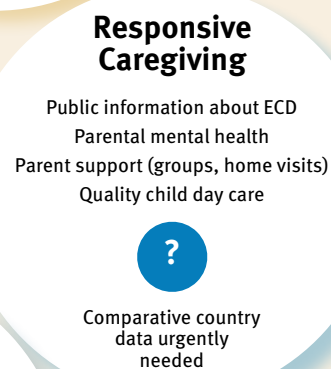 Responsive
Caregiving
Public information about ECD
Parental mental health
Parent support (groups, home visits)
Quality child day care
?
Comparative country
data urgently
needed